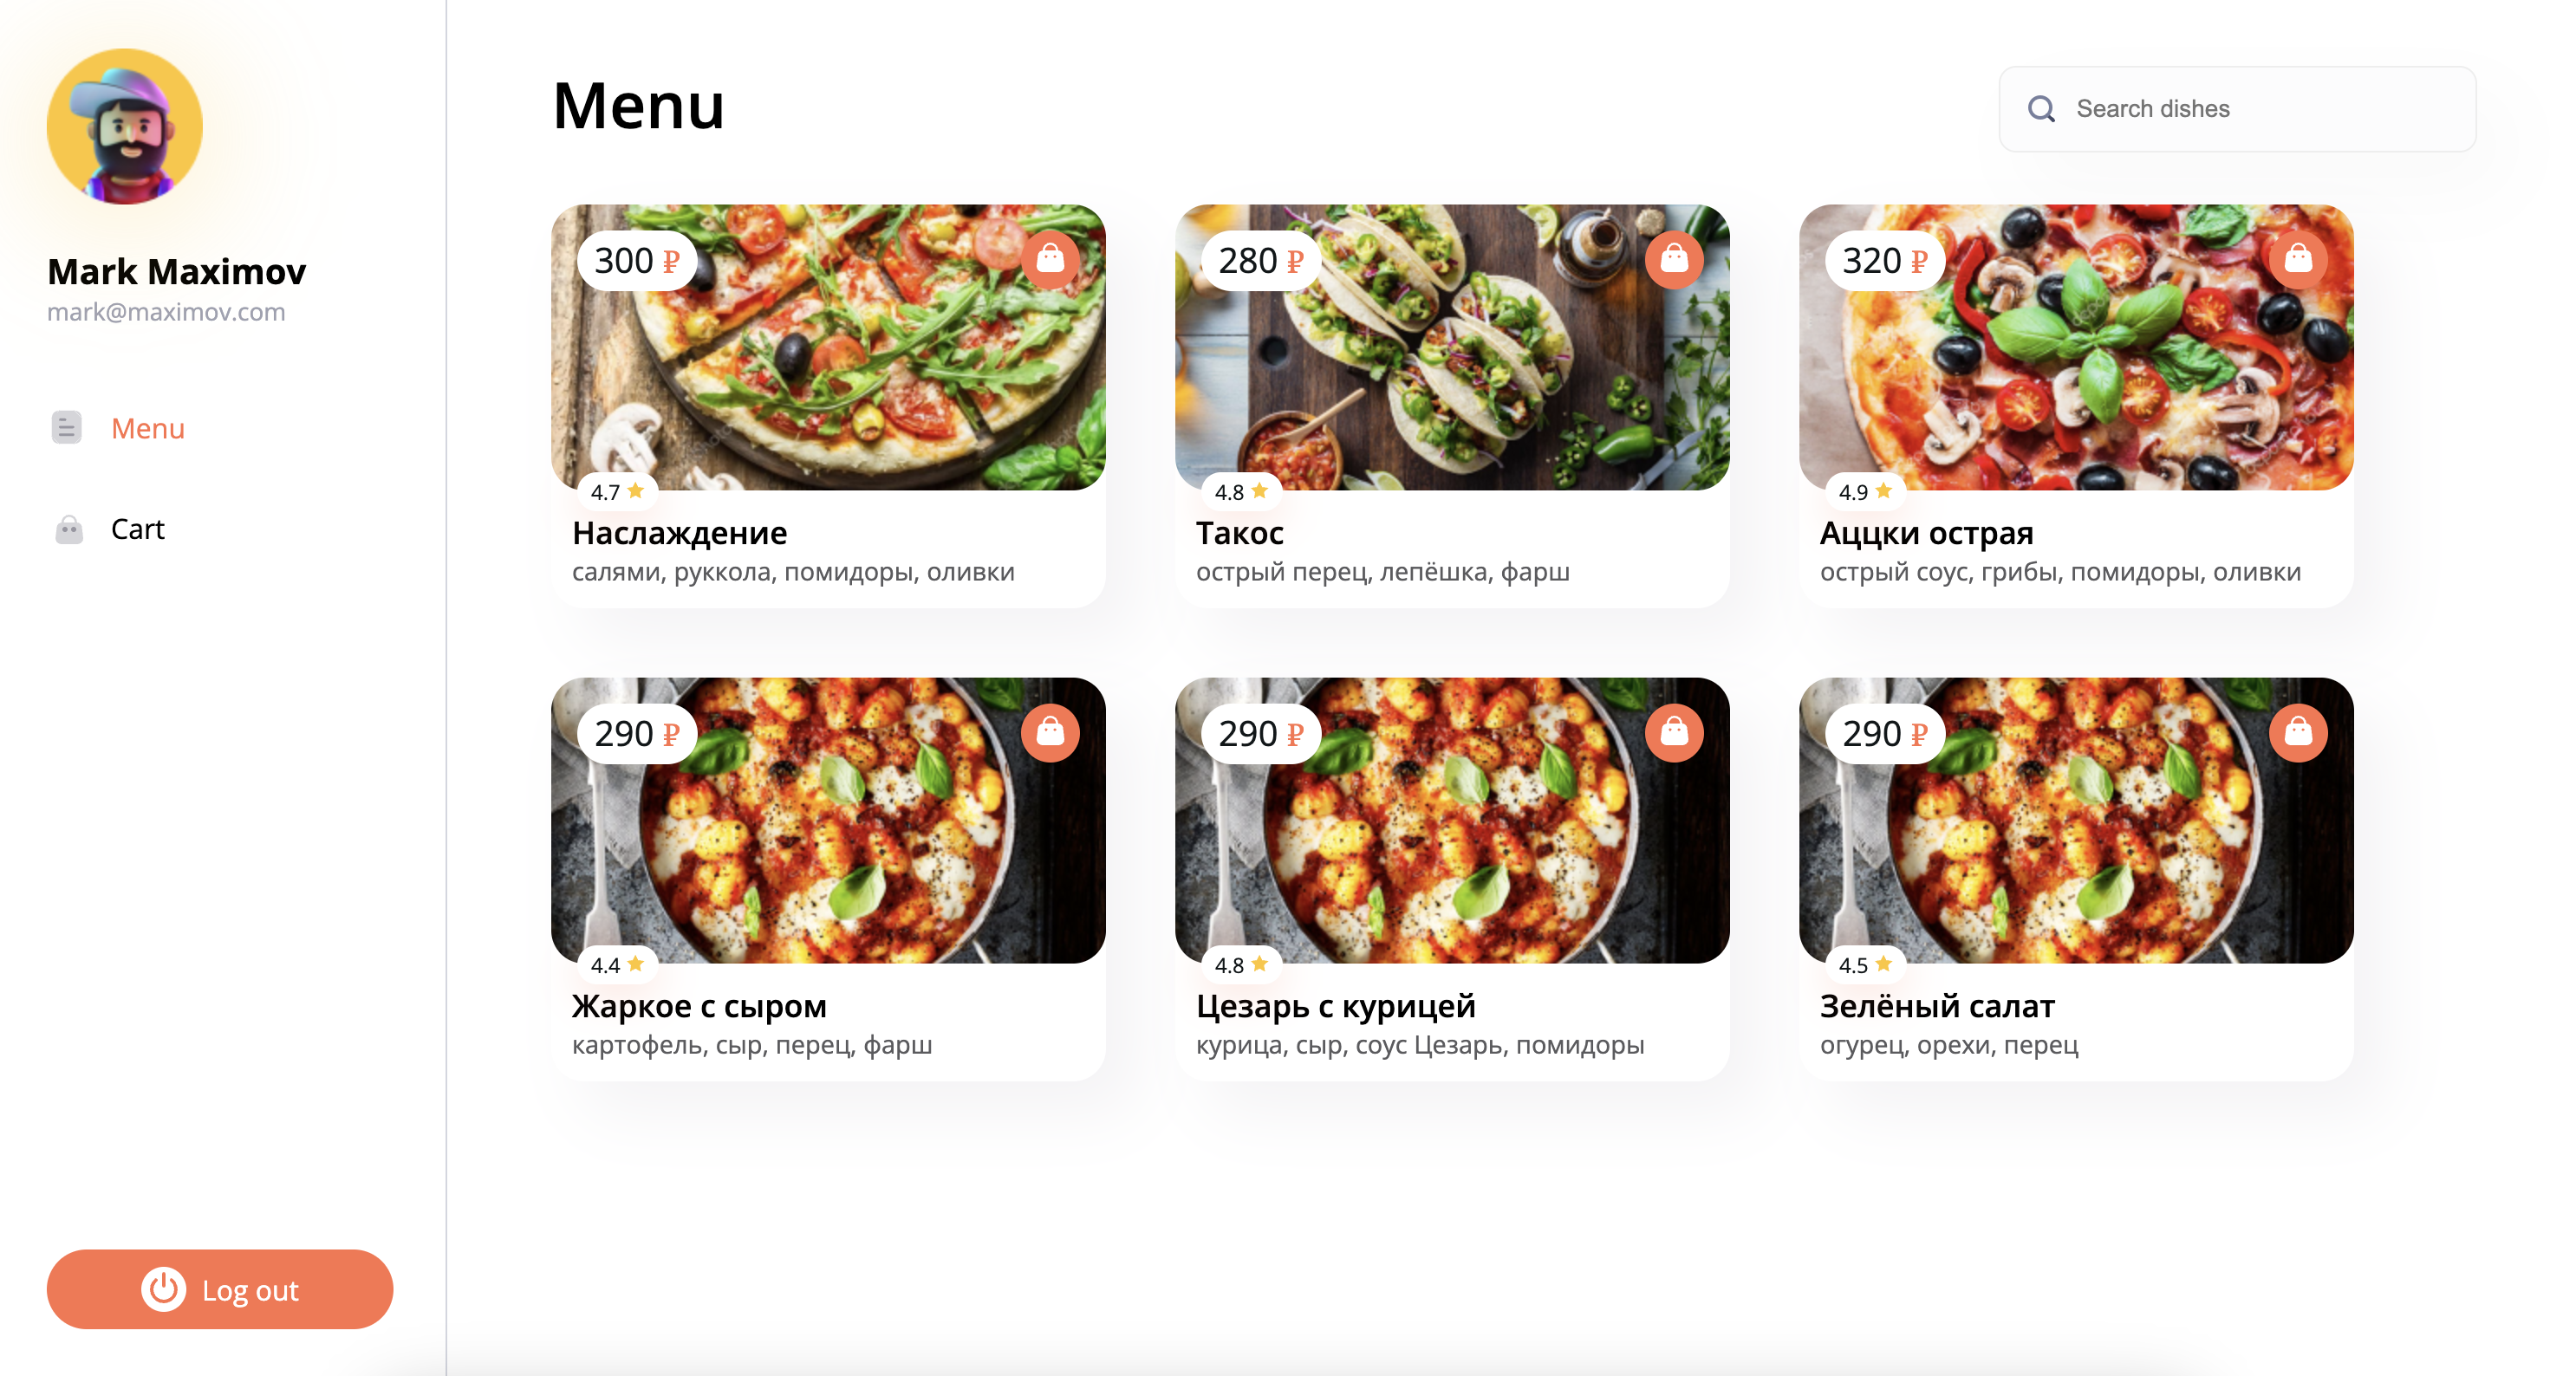 Mark Maximov
mark@maximov.com
Menu
Cart
Log out
Menu
Search dishes
300 ₽
4.7
Наслаждение
салями, руккола, помидоры, оливки
280 ₽
4.8
Такос
острый перец, лепёшка, фарш
320 ₽
4.9
Аццки острая
острый соус, грибы, помидоры, оливки
290 ₽
4.4
Жаркое с сыром
картофель, сыр, перец, фарш
290 ₽
4.8
Цезарь с курицей
курица, сыр, соус Цезарь, помидоры
290 ₽
4.5
Зелёный салат
огурец, орехи, перец